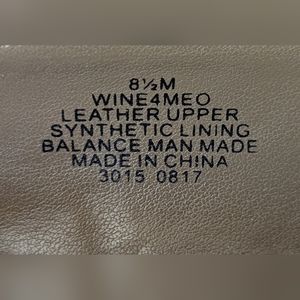 8½M
WINE4MEO
LEATHER UPPER
SYNTHETIC LINING
BALANCE MAN MADE
MADE IN CHINA
3015 0817